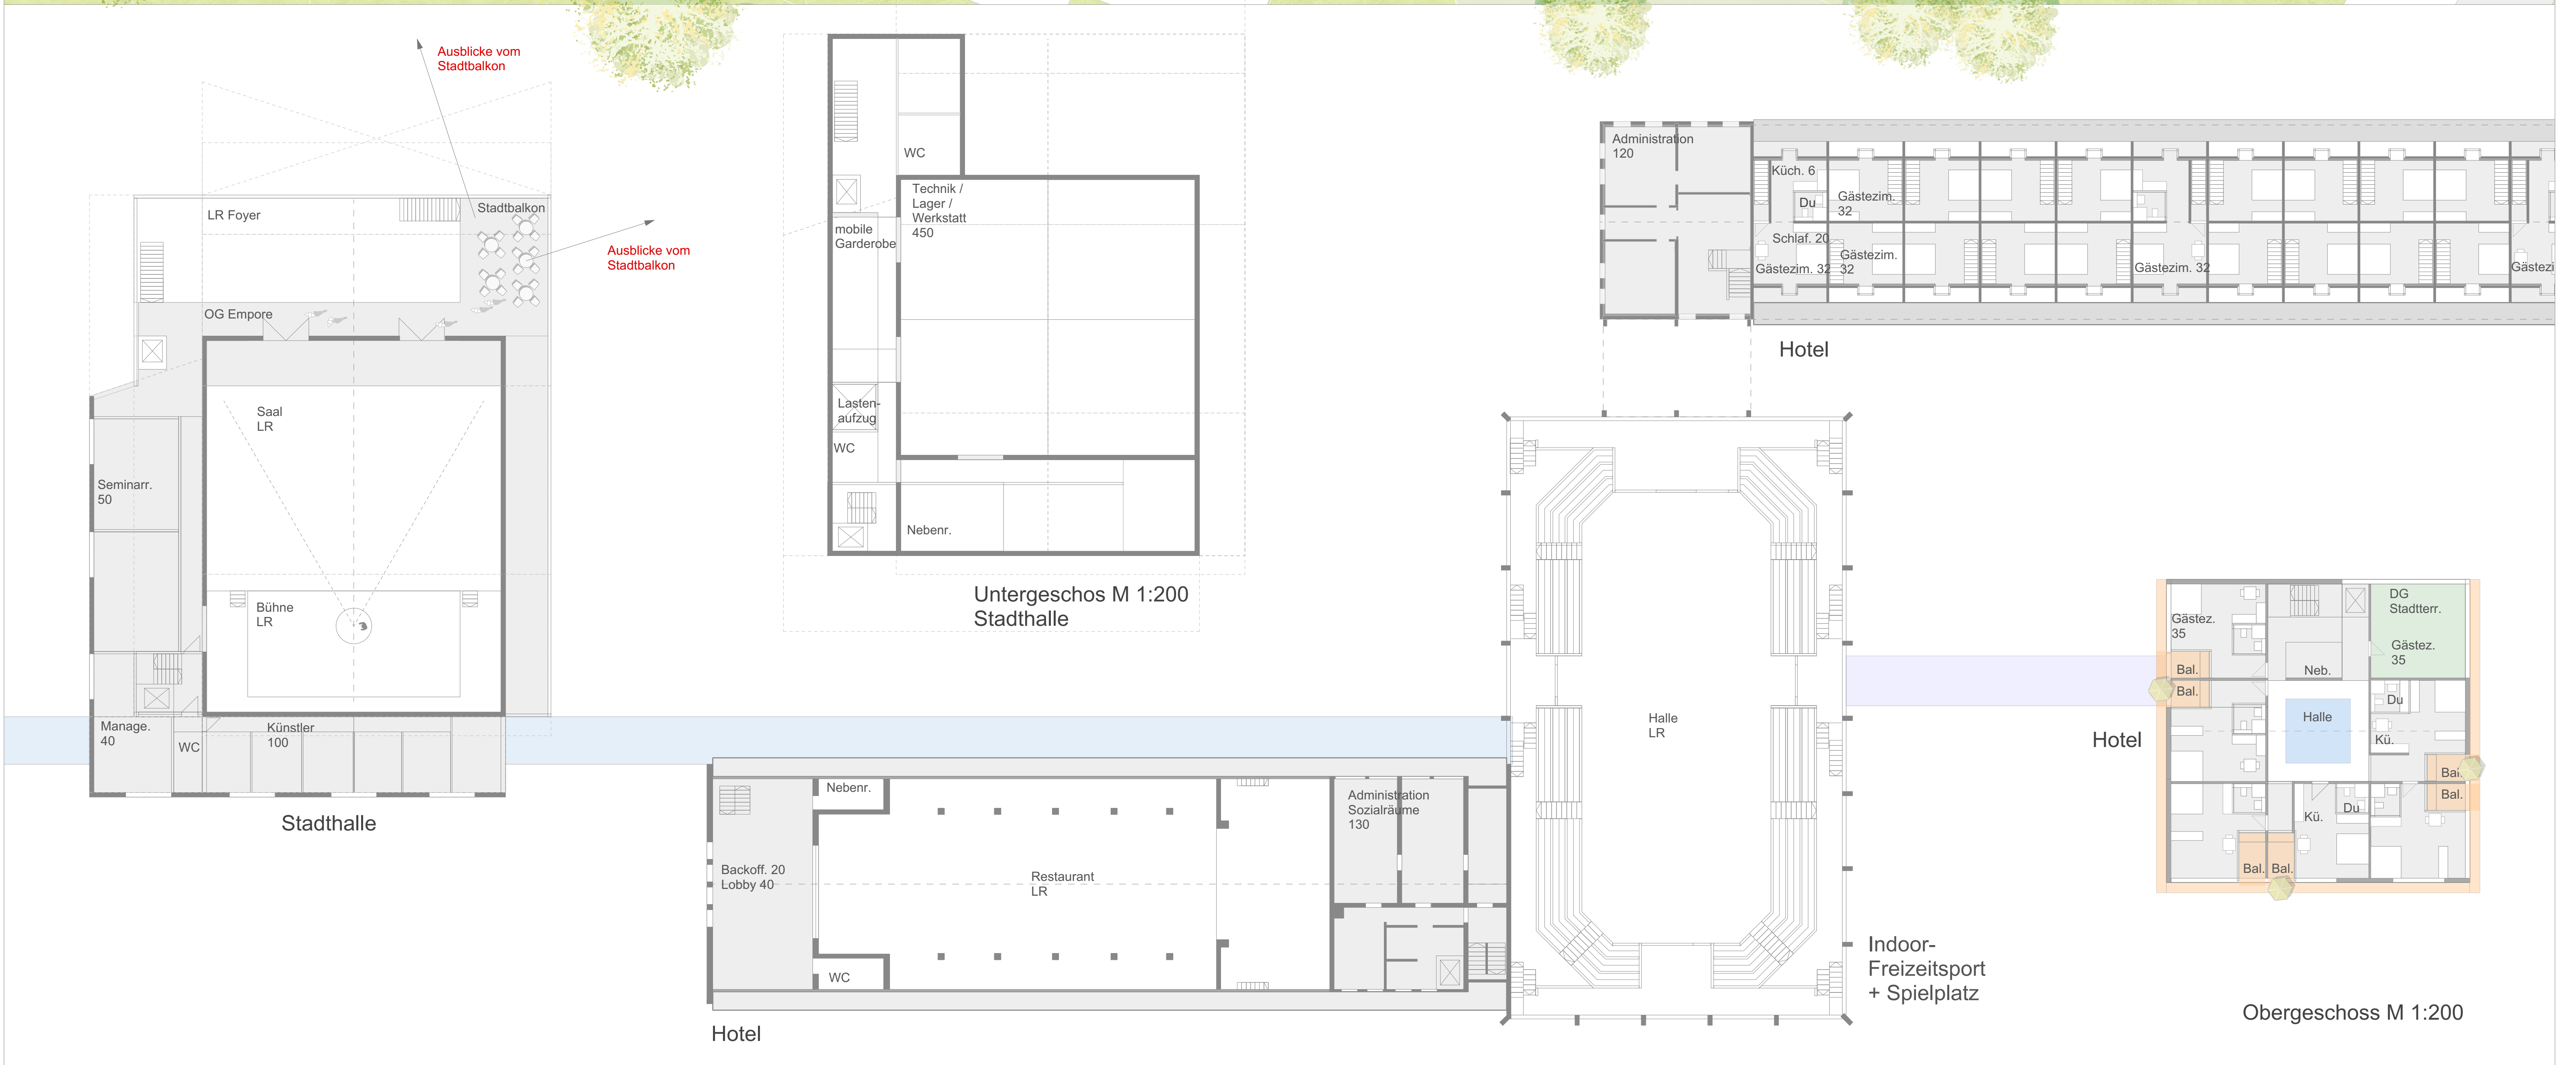 Ausblicke vom
Stadtbalkon
LR Foyer
Stadtbalkon
Ausblicke vom
Stadtbalkon
OG Empore
Saal
LR
Seminarr.
50
Bühne
LR
Manage.
40
WC
Künstler
100
Stadthalle
WC
Technik /
Lager /
Werkstatt
450
mobile
Garderobe
Lasten-
aufzug
WC
Nebenr.
Untergeschos M 1:200
Stadthalle
Administration
120
Küch. 6
Du
Gästezim.
32
Schlaf. 20
Gästezim. 32
Gästezim.
32
Gästezim. 32
Gästezi
Hotel
Nebenr.
Backoff. 20
Lobby 40
WC
Restaurant
LR
Administration
Sozialräume
130
Hotel
Halle
LR
Indoor-
Freizeitsport
+ Spielplatz
Gästez.
35
Bal.
Bal.
Neb.
DG
Stadtterr.
Gästez.
35
Du
Halle
Kü.
Bal.
Bal.
Kü.
Du
Bal.
Bal.
Hotel
Obergeschoss M 1:200